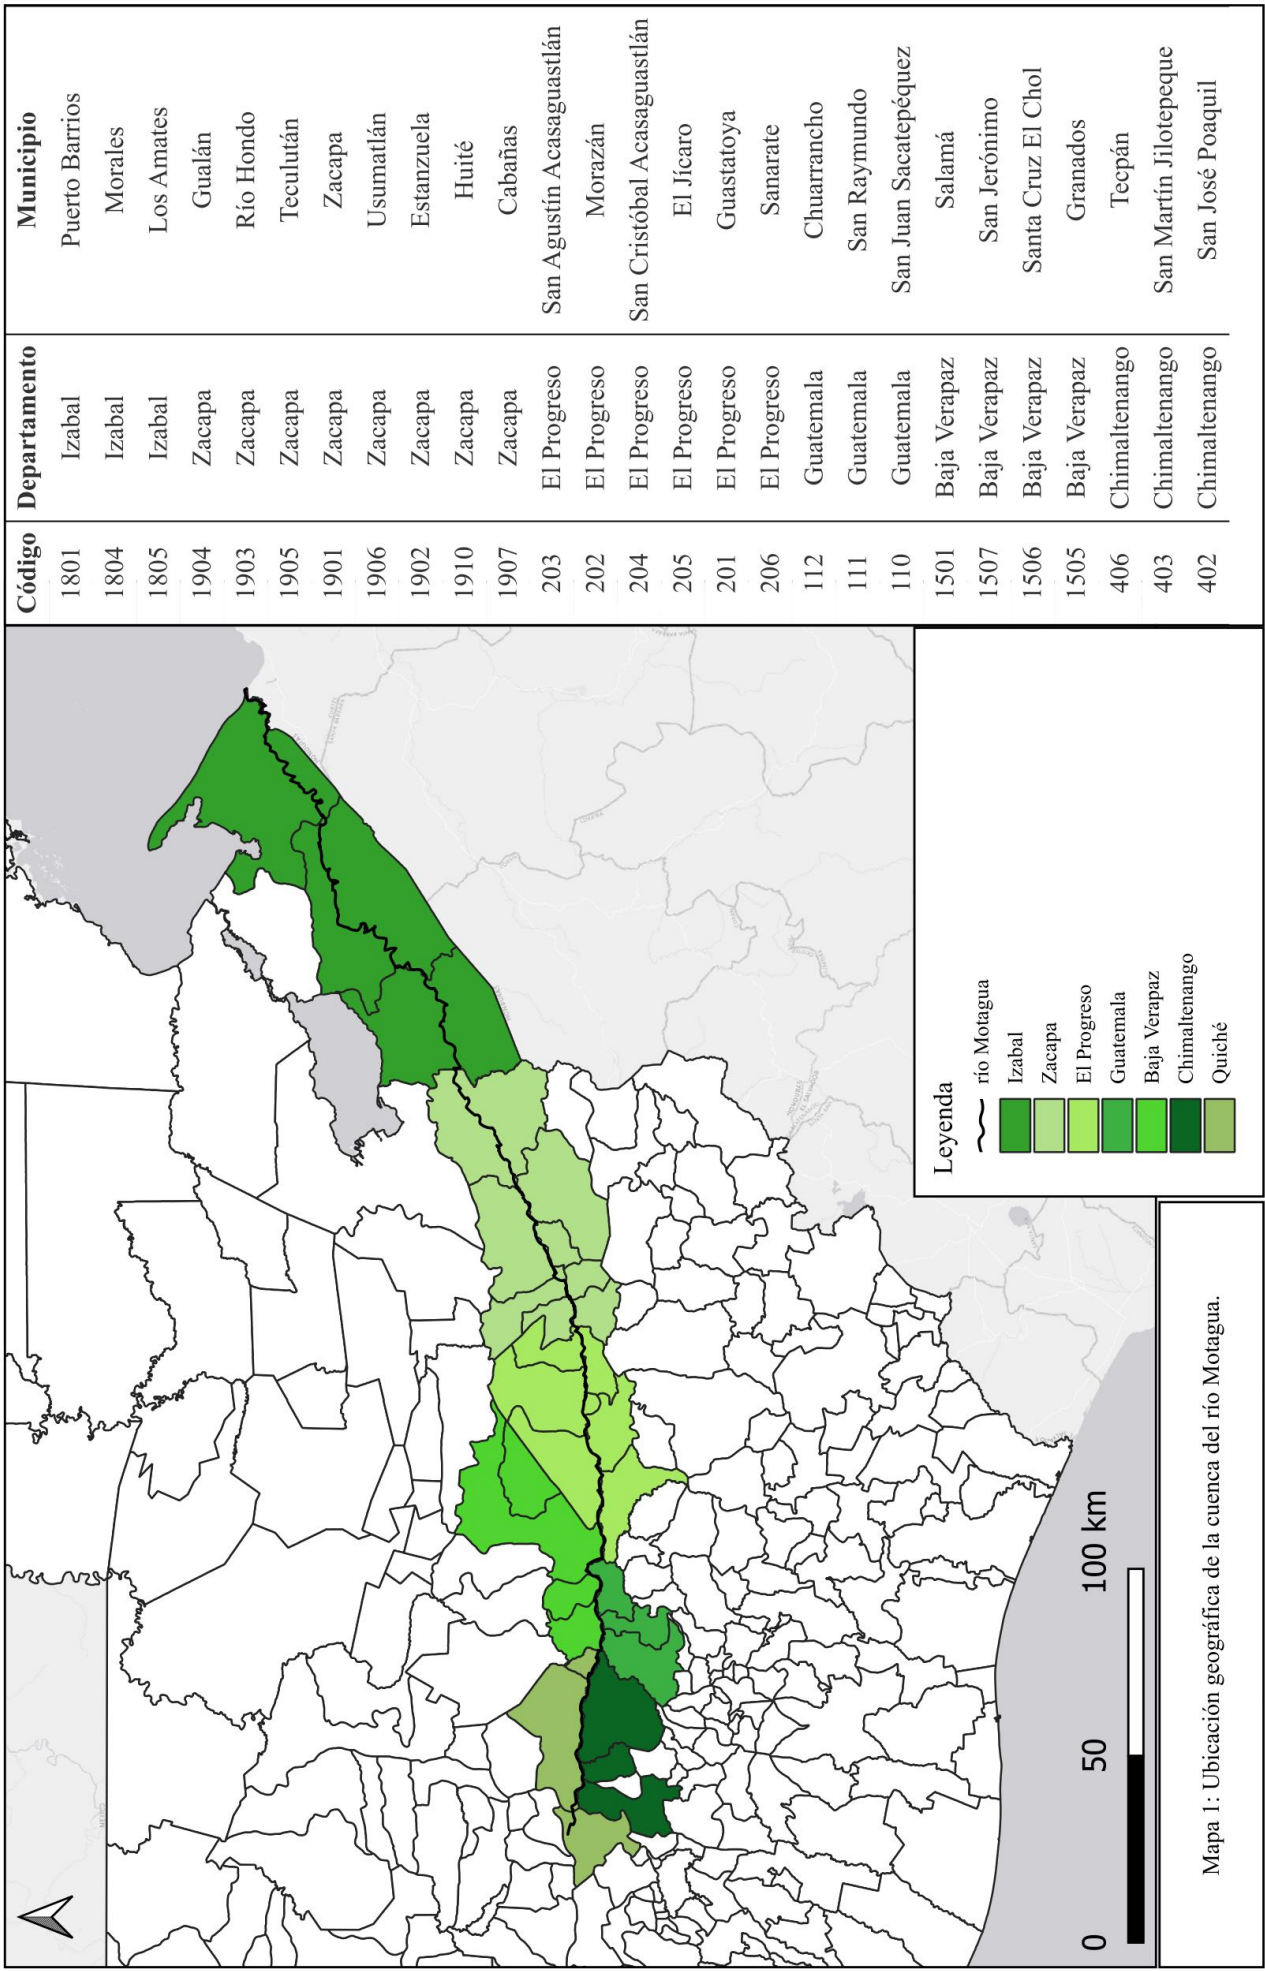 Código Departamento Municipio
1801 Izabal Puerto Barrios
1804 Izabal Morales
1805 Izabal Los Amates
1904 Zacapa Gualán
1903 Zacapa Río Hondo
1905 Zacapa Teculután
1901 Zacapa Zacapa
1906 Zacapa Usumatlán
1902 Zacapa Estanzuela
1910 Zacapa Huité
1907 Zacapa Cabañas
203 El Progreso San Agustín Acasaguastlán
202 El Progreso Morazán
204 El Progreso San Cristóbal Acasaguastlán
205 El Progreso El Jícaro
201 El Progreso Guastatoya
206 El Progreso Sanarate
112 Guatemala Chuarrancho
111 Guatemala San Raymundo
110 Guatemala San Juan Sacatepéquez
1501 Baja Verapaz Salamá
1507 Baja Verapaz San Jerónimo
1506 Baja Verapaz Santa Cruz El Chol
1505 Baja Verapaz Granados
406 Chimaltenango Tecpán
403 Chimaltenango San Martín Jilotepeque
402 Chimaltenango San José Poaquil
Leyenda
río Motagua
Izabal
Zacapa
El Progreso
Guatemala
Baja Verapaz
Chimaltenango
Quiché
0 50 100 km
Mapa 1: Ubicación geográfica de la cuenca del río Motagua.